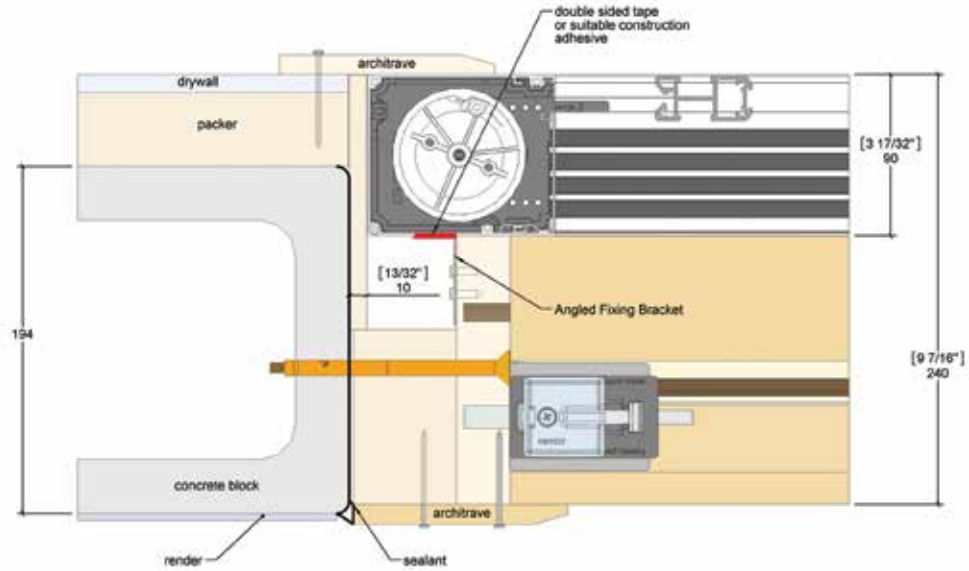 double sided tape
or suitable construction
adhesive
architrave
drywall
packer
[3 17/32"]
90
[13/32"]
10
Angled Fixing Bracket
194
[9 7/16"]
240
concrete block
architrave
render
sealant